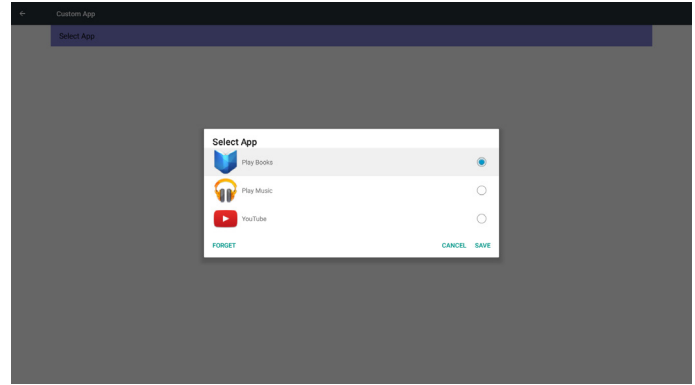 Custom App
Select App
Select App
Play Books
Play Music
YouTube
FORGET CANCEL SAVE